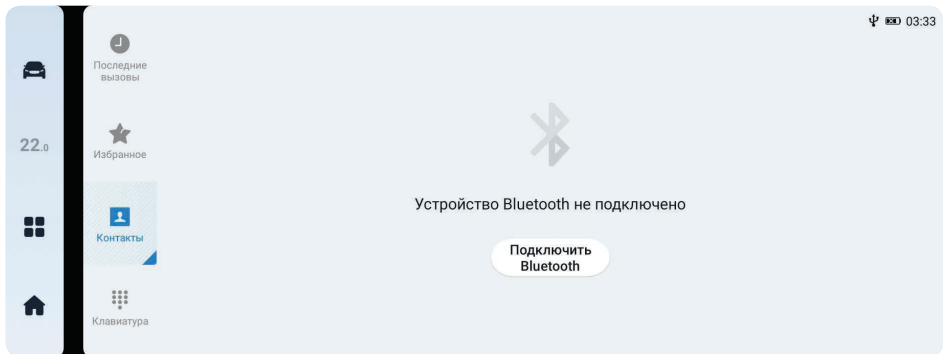 03:33
Последние
вызовы
22.0
Избранное
Устройство Bluetooth не подключено
Контакты
Подключить
Bluetooth
Клавиатура